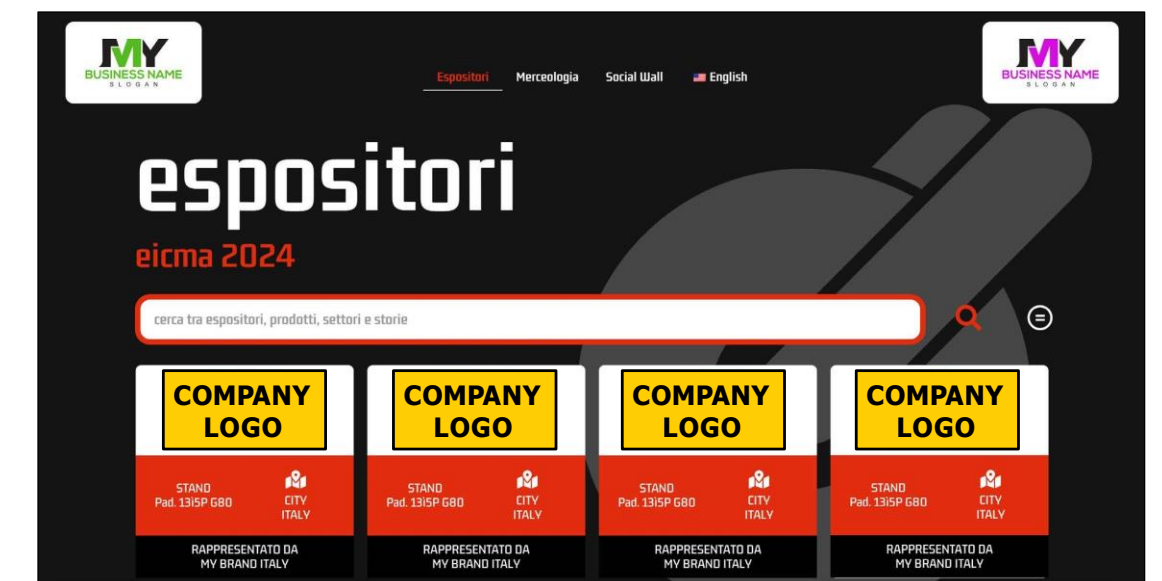 MY
BUSINESS NAME
SLOGAN
Espositori Merceologia Social Wall English
MY
BUSINESS NAME
SLOGAN
espositori
eicma 2024
cerca tra espositori, prodotti, settori e storie
COMPANY
LOGO
COMPANY
LOGO
COMPANY
LOGO
COMPANY
LOGO
STAND
Pad. 13i5P G80
CITY
ITALY
STAND
Pad. 13i5P G80
CITY
ITALY
STAND
Pad. 13i5P G80
CITY
ITALY
STAND
Pad. 13i5P G80
CITY
ITALY
RAPPRESENTATO DA
MY BRAND ITALY
RAPPRESENTATO DA
MY BRAND ITALY
RAPPRESENTATO DA
MY BRAND ITALY
RAPPRESENTATO DA
MY BRAND ITALY